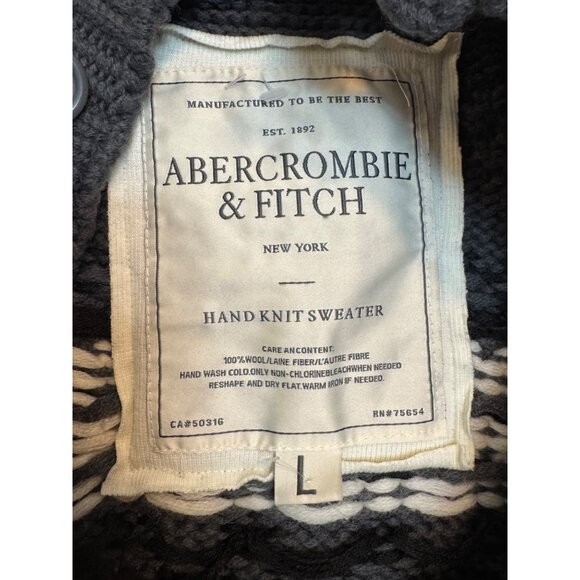 MANUFACTURED TO BE THE BEST
EST. 1892
ABERCROMBIE
& FITCH
NEW YORK
HAND KNIT SWEATER
CARE AN CONTENT:
100%WOOL/LAINE FIBER/L'AUTRE FIBRE
HAND WASH COLD.ONLY NON-CHLORINEBLEACHWHEN NEEDED
RESHAPE AND DRY FLAT.WARM IRON IF NEEDED.
CA#50316 RN#75654
L